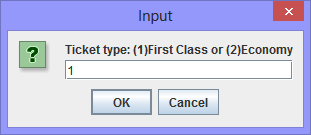 Input
Ticket type: (1)First Class or (2)Economy
1
OK
Cancel